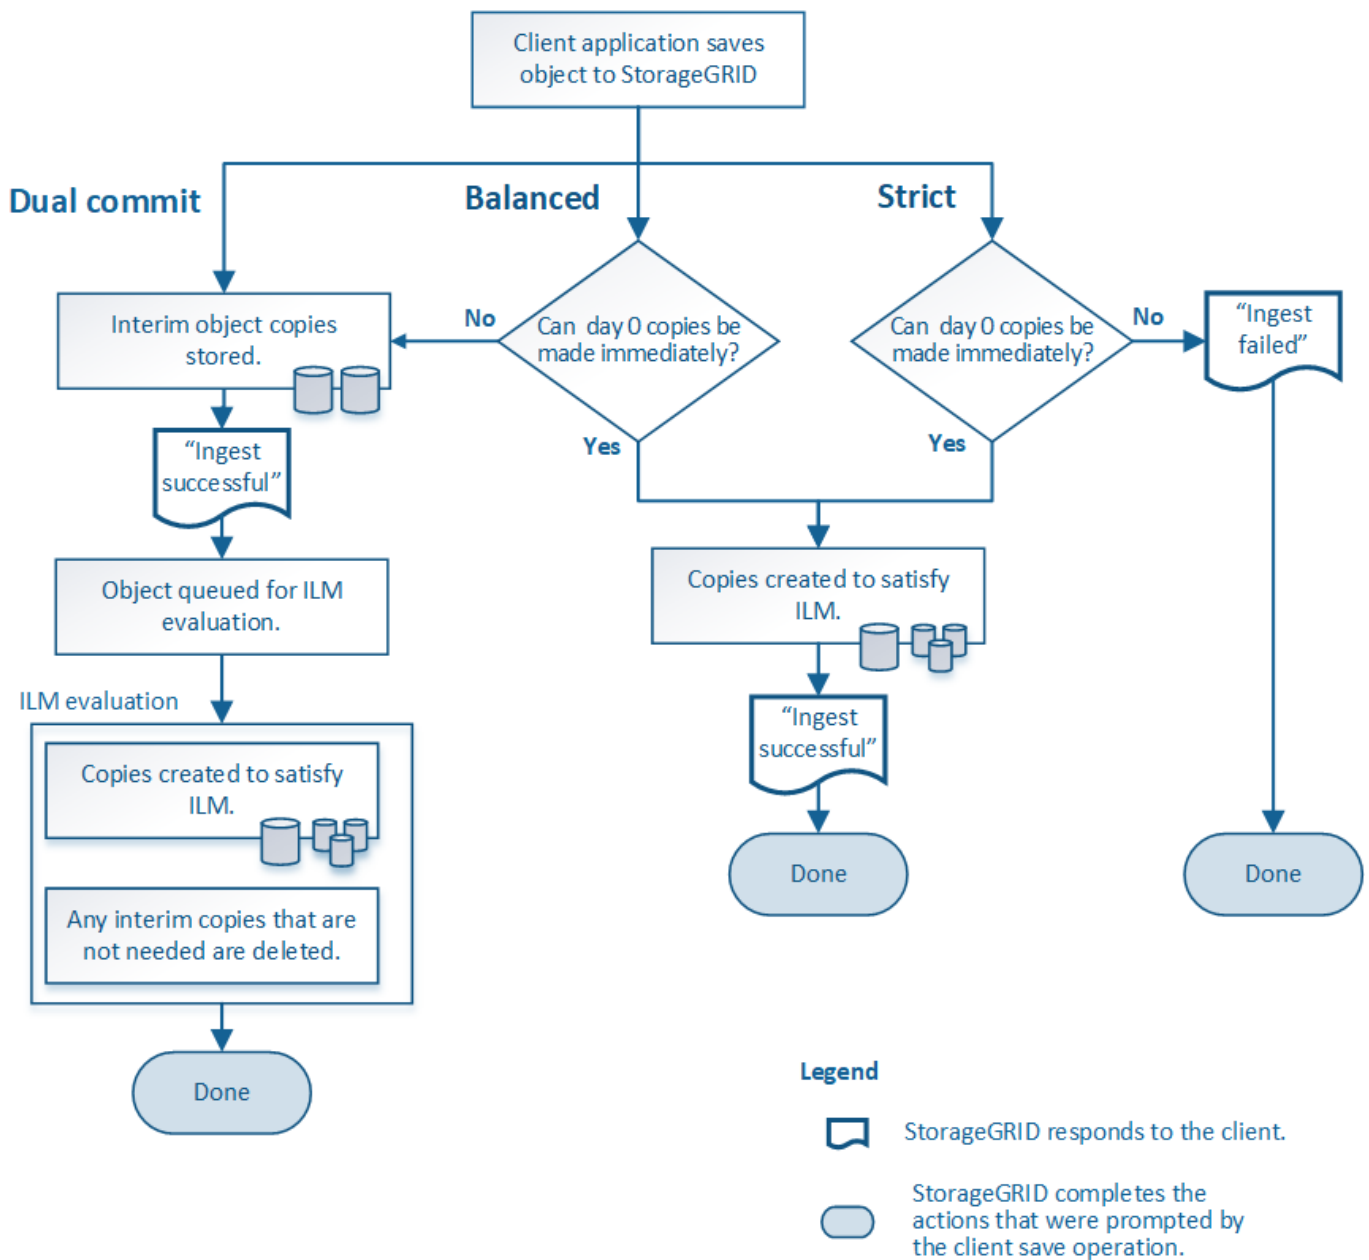 Client application saves
object to StorageGRID
Dual commit
Balanced
Strict
Interim object copies
stored.
No
Can day 0 copies be
made immediately?
Yes
Can day 0 copies be
made immediately?
No
Yes
“Ingest
failed”
“Ingest
successful”
Object queued for ILM
evaluation.
Copies created to satisfy
ILM.
ILM evaluation
“Ingest
successful”
Copies created to satisfy
ILM.
Any interim copies that are
not needed are deleted.
Done
Done
Done
Legend
StorageGRID responds to the client.
StorageGRID completes the
actions that were prompted by
the client save operation.